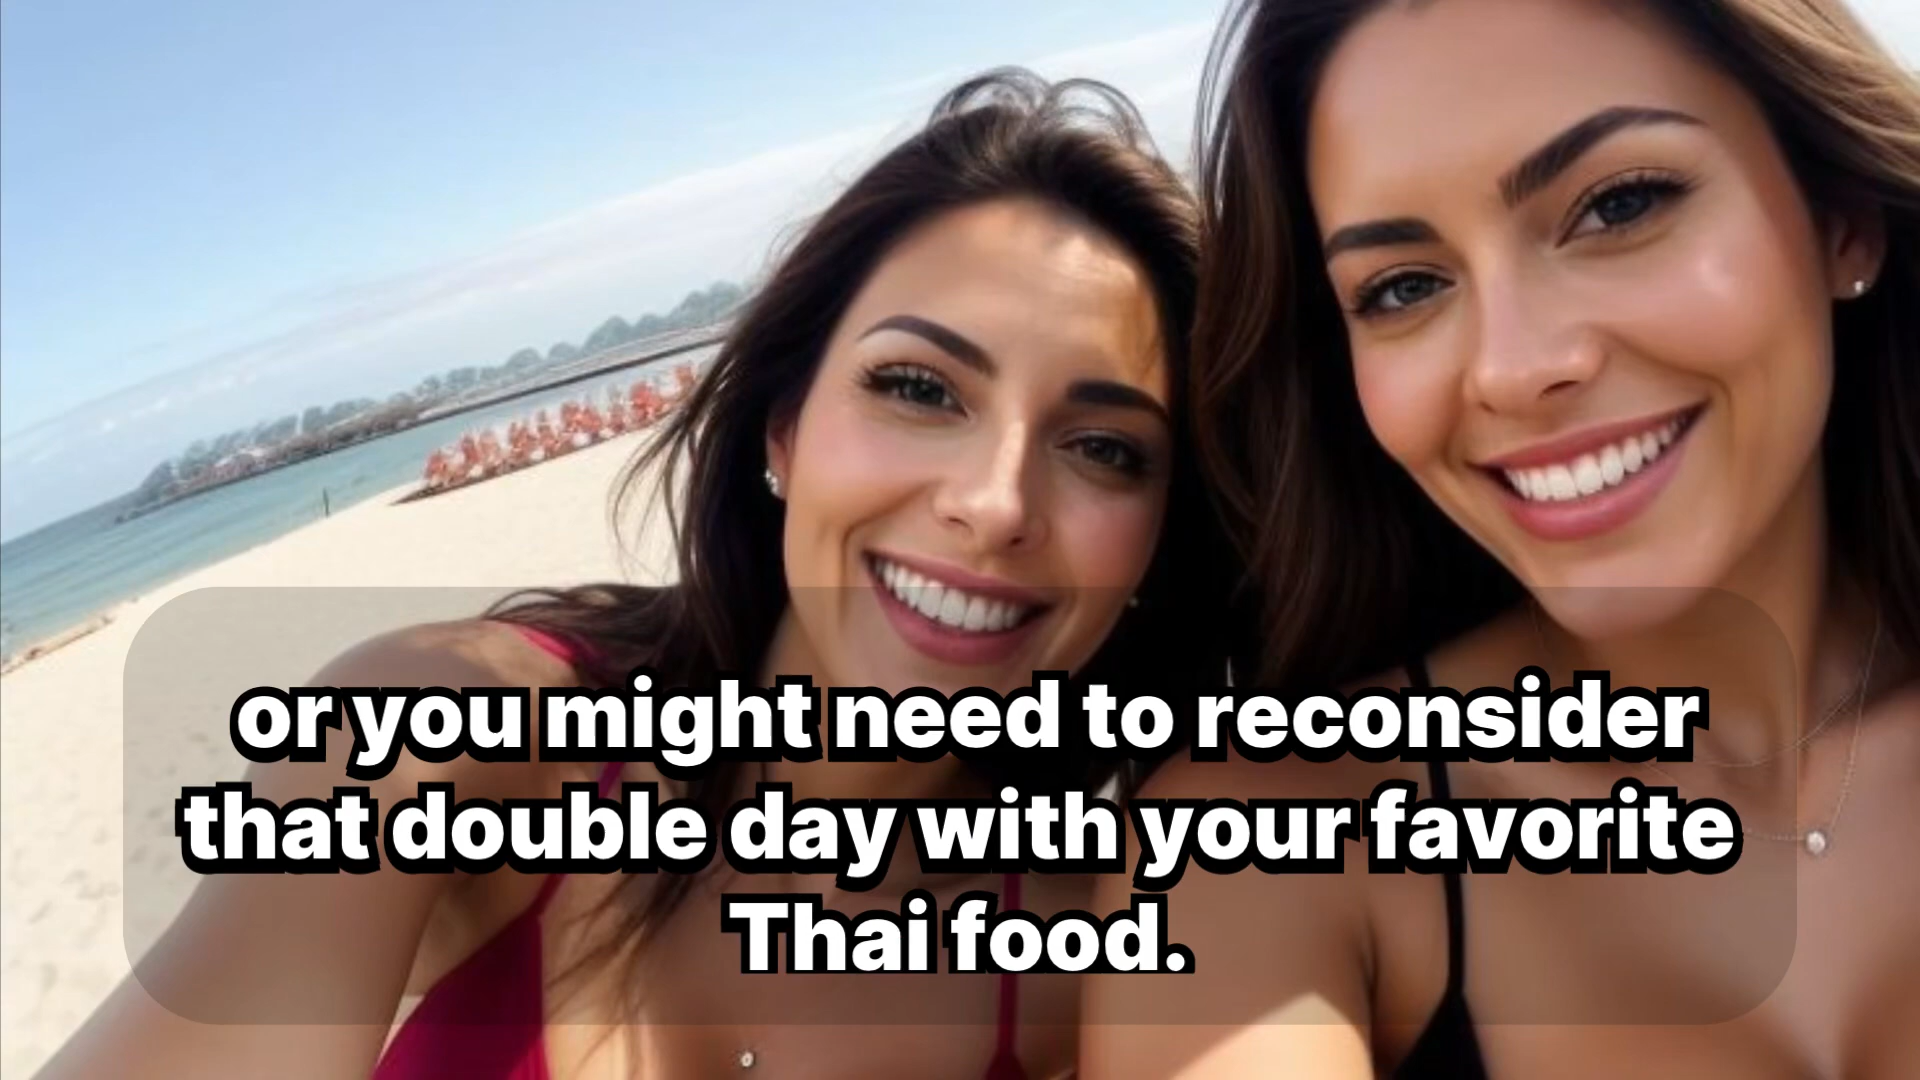 or you might need to reconsider
that double day with your favorite
Thai food.